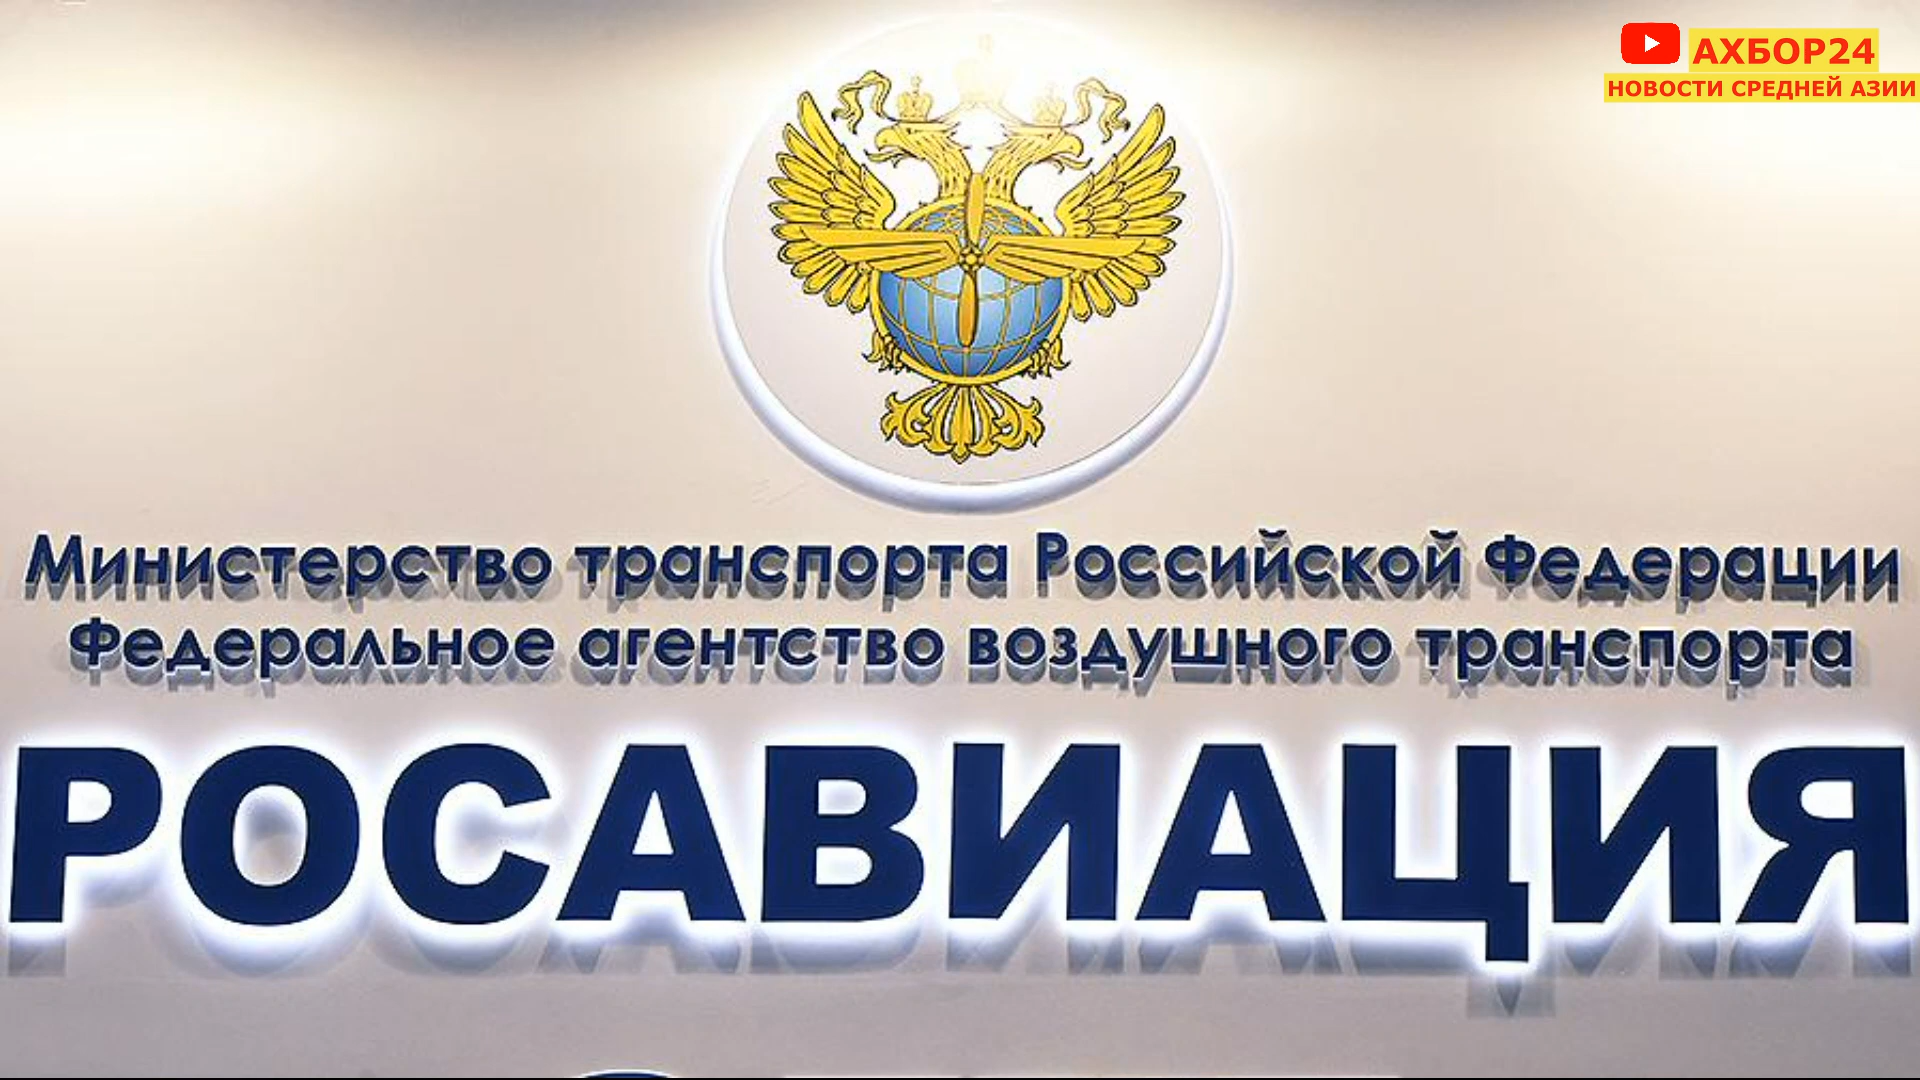 АХБОР24
НОВОСТИ СРЕДНЕЙ АЗИИ
Министерство транспорта Российской Федерации
Федеральное агентство воздушного транспорта
РОСАВИАЦИЯ